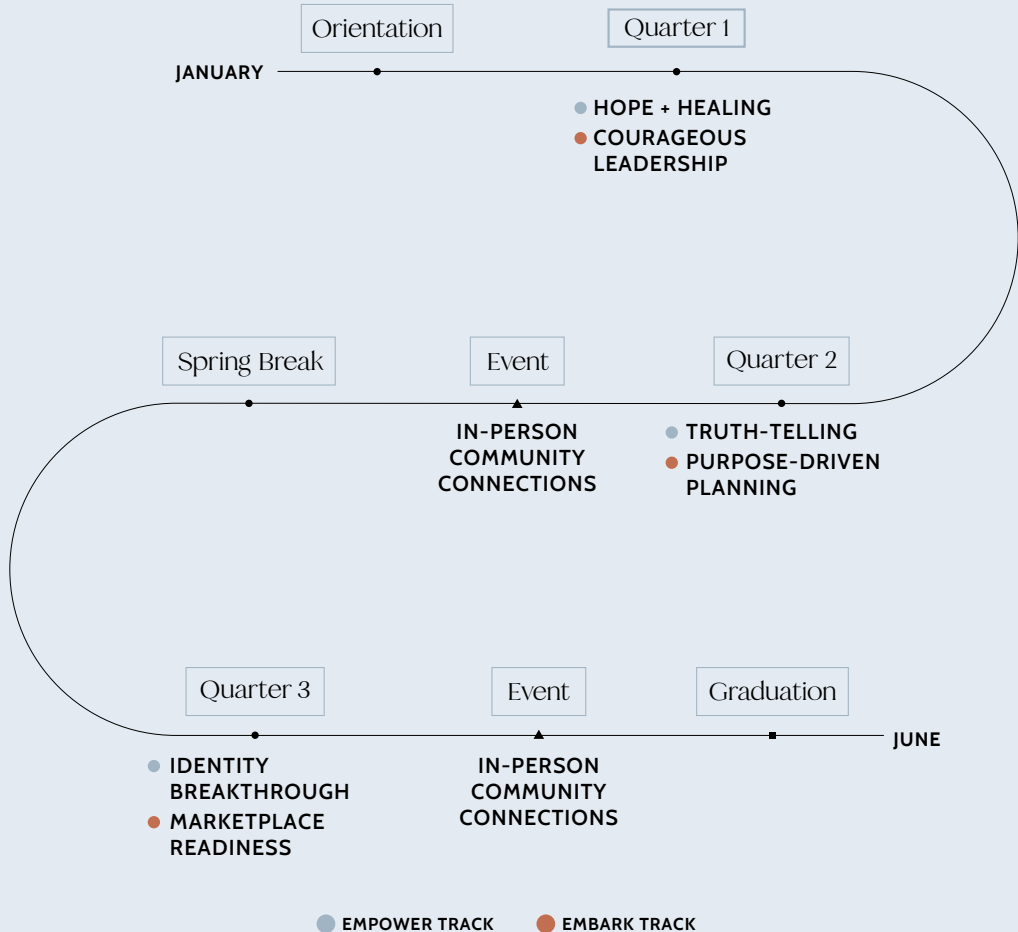 Orientation
Quarter 1
JANUARY
HOPE + HEALING
COURAGEOUS
LEADERSHIP
Spring Break
Event
Quarter 2
IN-PERSON
COMMUNITY
CONNECTIONS
TRUTH-TELLING
PURPOSE-DRIVEN
PLANNING
Quarter 3
Event
Graduation
JUNE
IDENTITY
BREAKTHROUGH
MARKETPLACE
READINESS
IN-PERSON
COMMUNITY
CONNECTIONS
EMPOWER TRACK
EMBARK TRACK